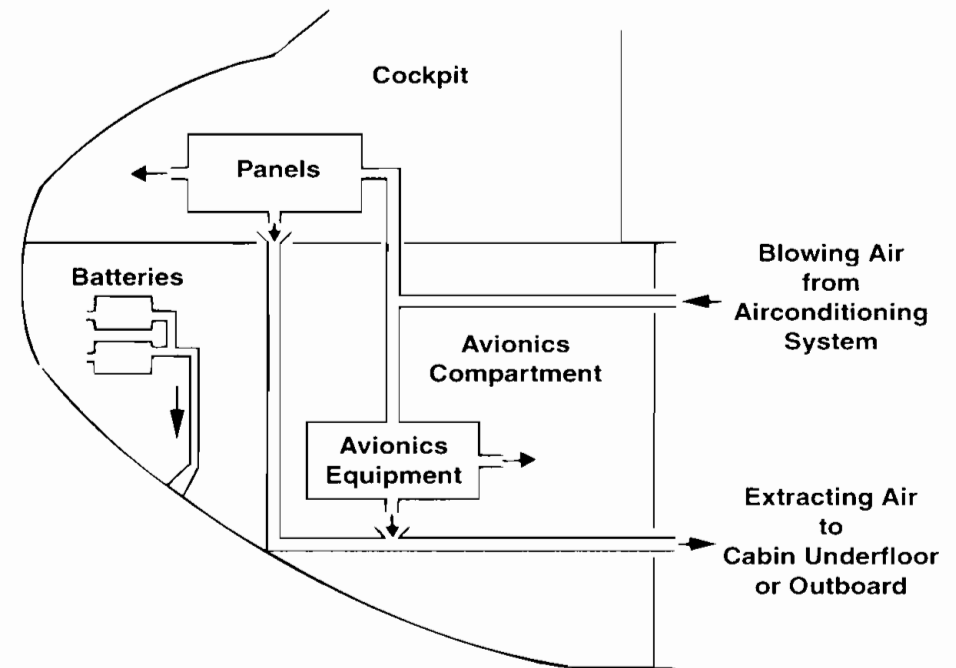 Cockpit
Panels
Batteries
Blowing Air
from
Airconditioning
System
Avionics
Compartment
Avionics
Equipment
Extracting Air
to
Cabin Underfloor
or Outboard